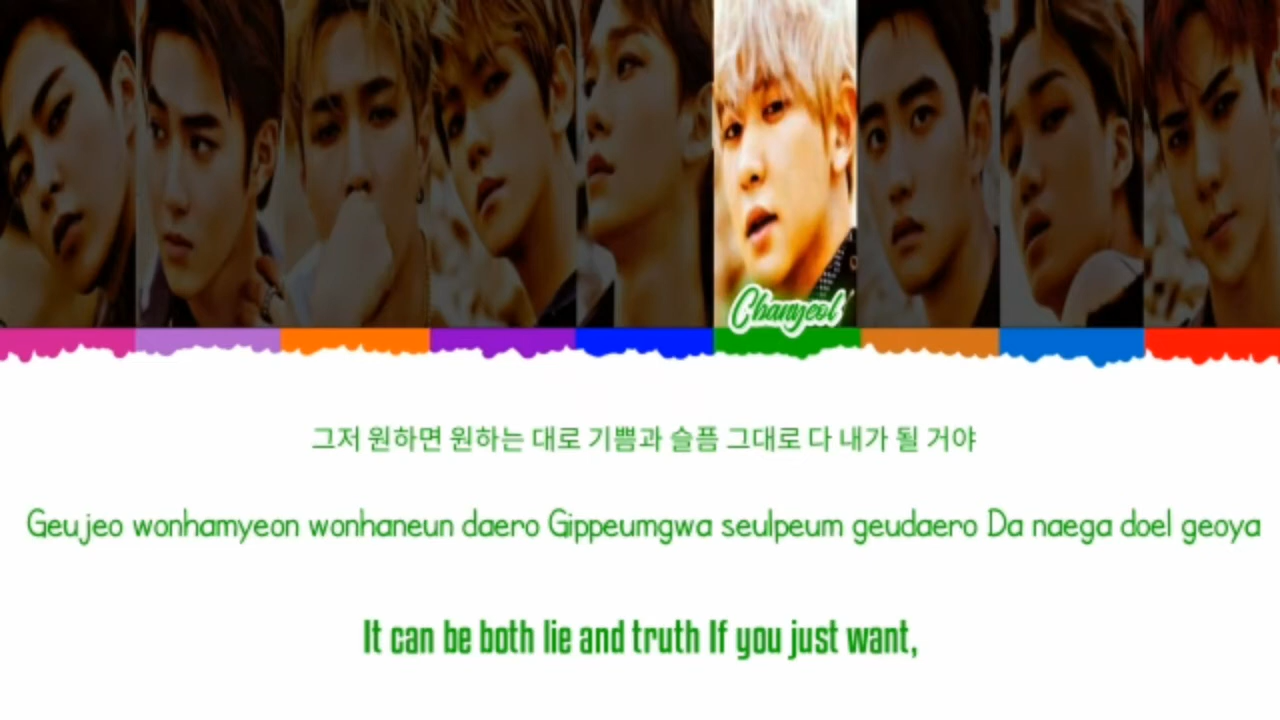 Chanyeol
그저 원하면 원하는 대로 기쁨과 슬픔 그대로 다 내가 될 거야
Geujeo wonhamyeon wonhaneun daero Gippeumgwa seulpeum geudaero Da naega doel geoya
It can be both lie and truth If you just want,